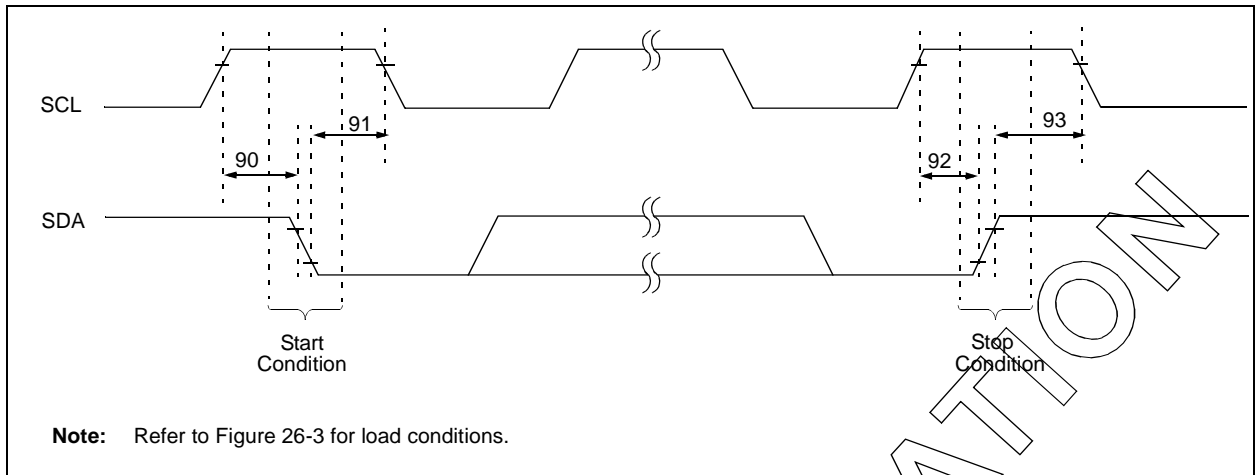 SCL
91
93
90
92
SDA
Start
Condition
Stop
Condition
Note: Refer to Figure 26-3 for load conditions.
ATION